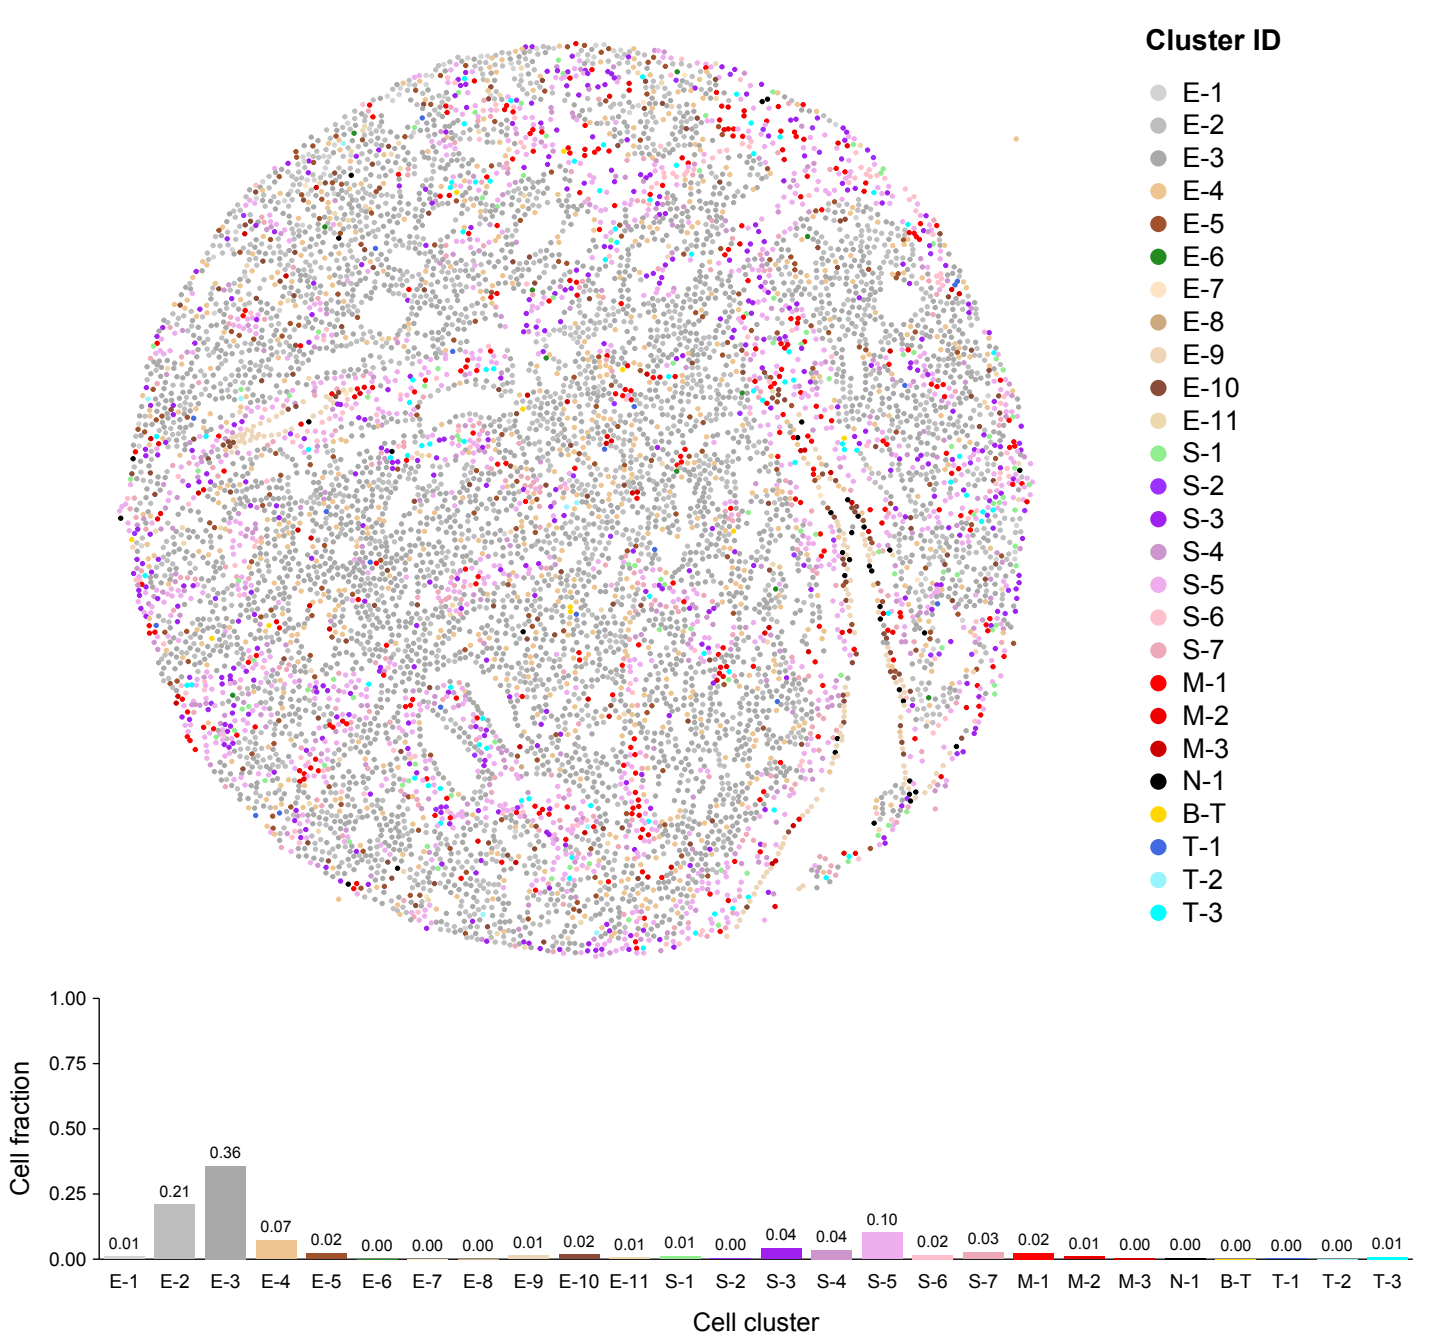 Cluster ID
E-1
E-2
E-3
E-4
E-5
E-6
E-7
E-8
E-9
E-10
E-11
S-1
S-2
S-3
S-4
S-5
S-6
S-7
M-1
M-2
M-3
N-1
B-T
T-1
T-2
T-3
Cell fraction
1.00
0.75
0.50
0.25
0.00
0.01 0.21 0.36 0.07 0.02 0.00 0.00 0.00 0.01 0.02 0.01 0.01 0.00 0.04 0.04 0.10 0.02 0.03 0.02 0.01 0.00 0.00 0.00 0.00 0.00 0.01
E-1 E-2 E-3 E-4 E-5 E-6 E-7 E-8 E-9 E-10 E-11 S-1 S-2 S-3 S-4 S-5 S-6 S-7 M-1 M-2 M-3 N-1 B-T T-1 T-2 T-3
Cell cluster